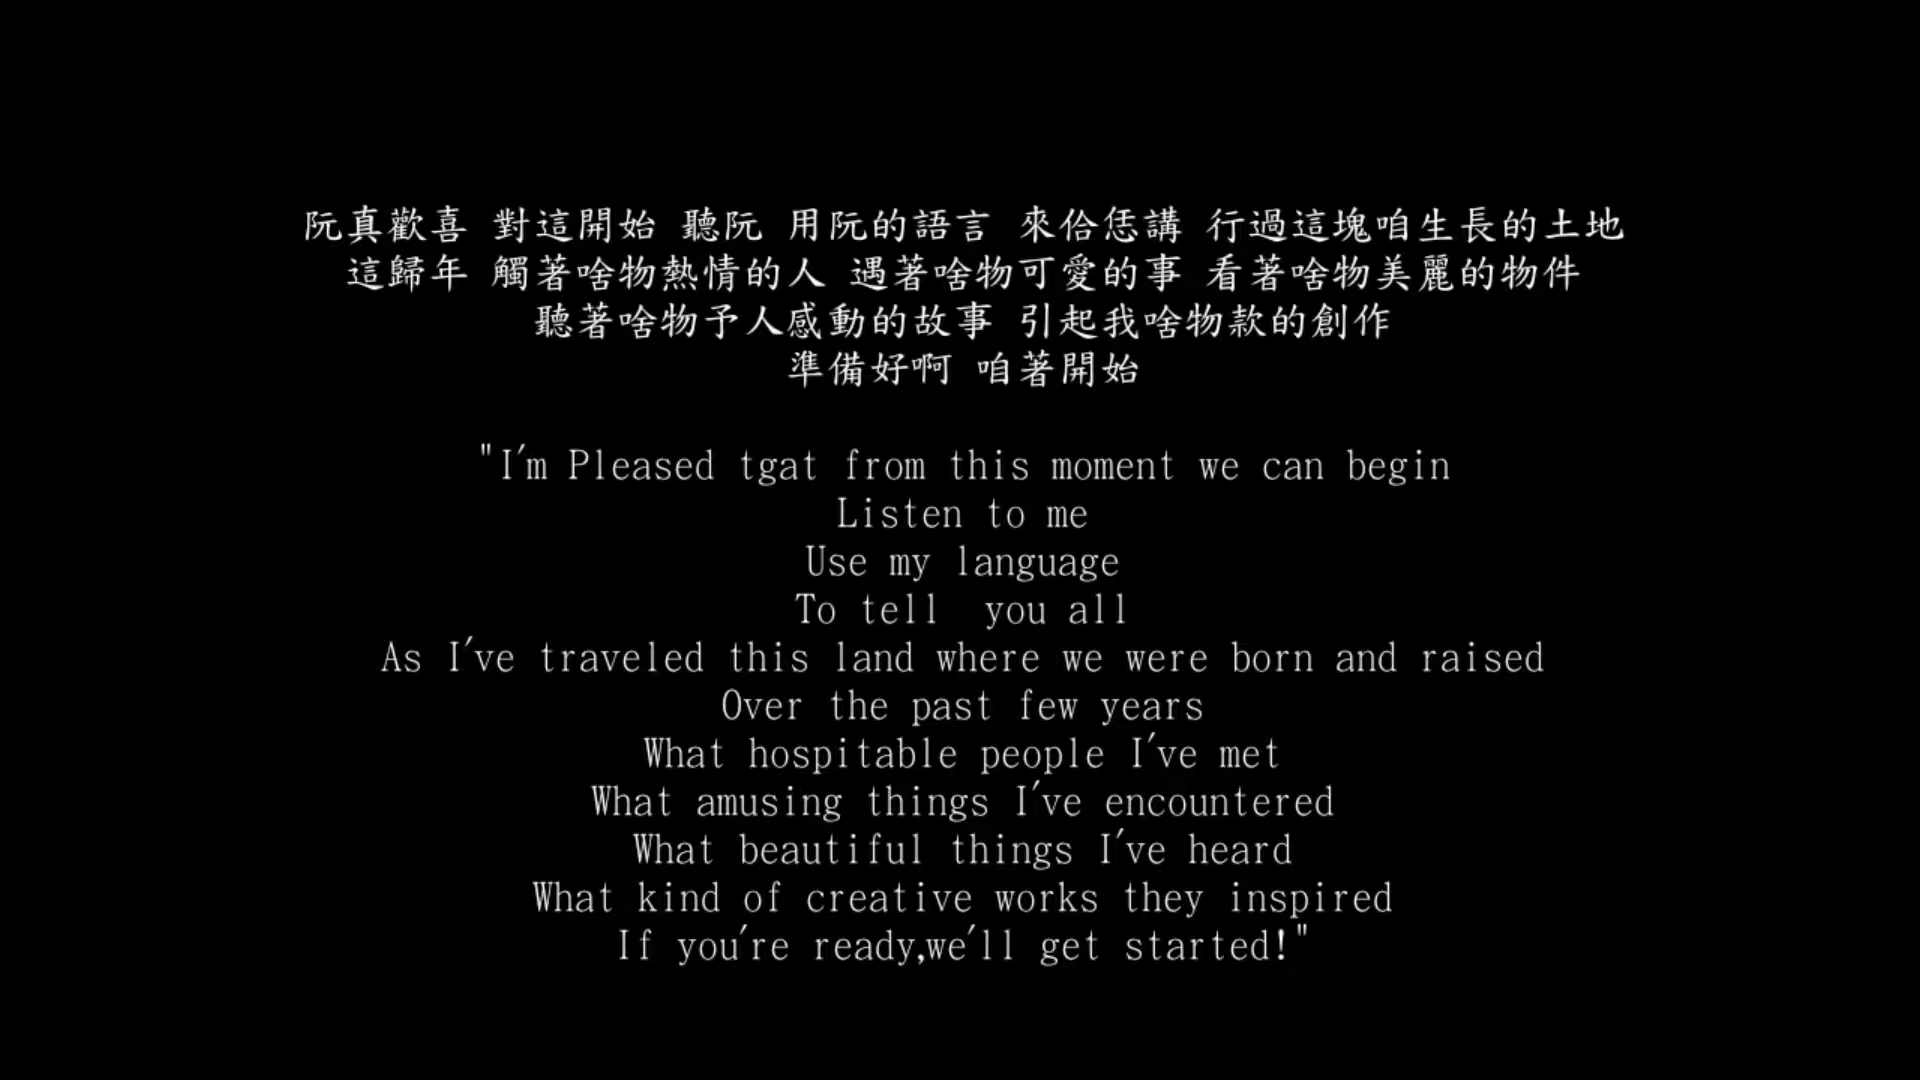 阮真歡喜 對這開始 聽阮 用阮的語言 來佮恁講 行過這塊咱生長的土地
這歸年 觸著啥物熱情的人 遇著啥物可愛的事 看著啥物美麗的物件
聽著啥物予人感動的故事 引起我啥物款的創作
準備好啊 咱著開始
"I'm Pleased tgat from this moment we can begin
Listen to me
Use my language
To tell  you all
As I've traveled this land where we were born and raised
Over the past few years
What hospitable people I've met
What amusing things I've encountered
What beautiful things I've heard
What kind of creative works they inspired
If you're ready,we'll get started!"